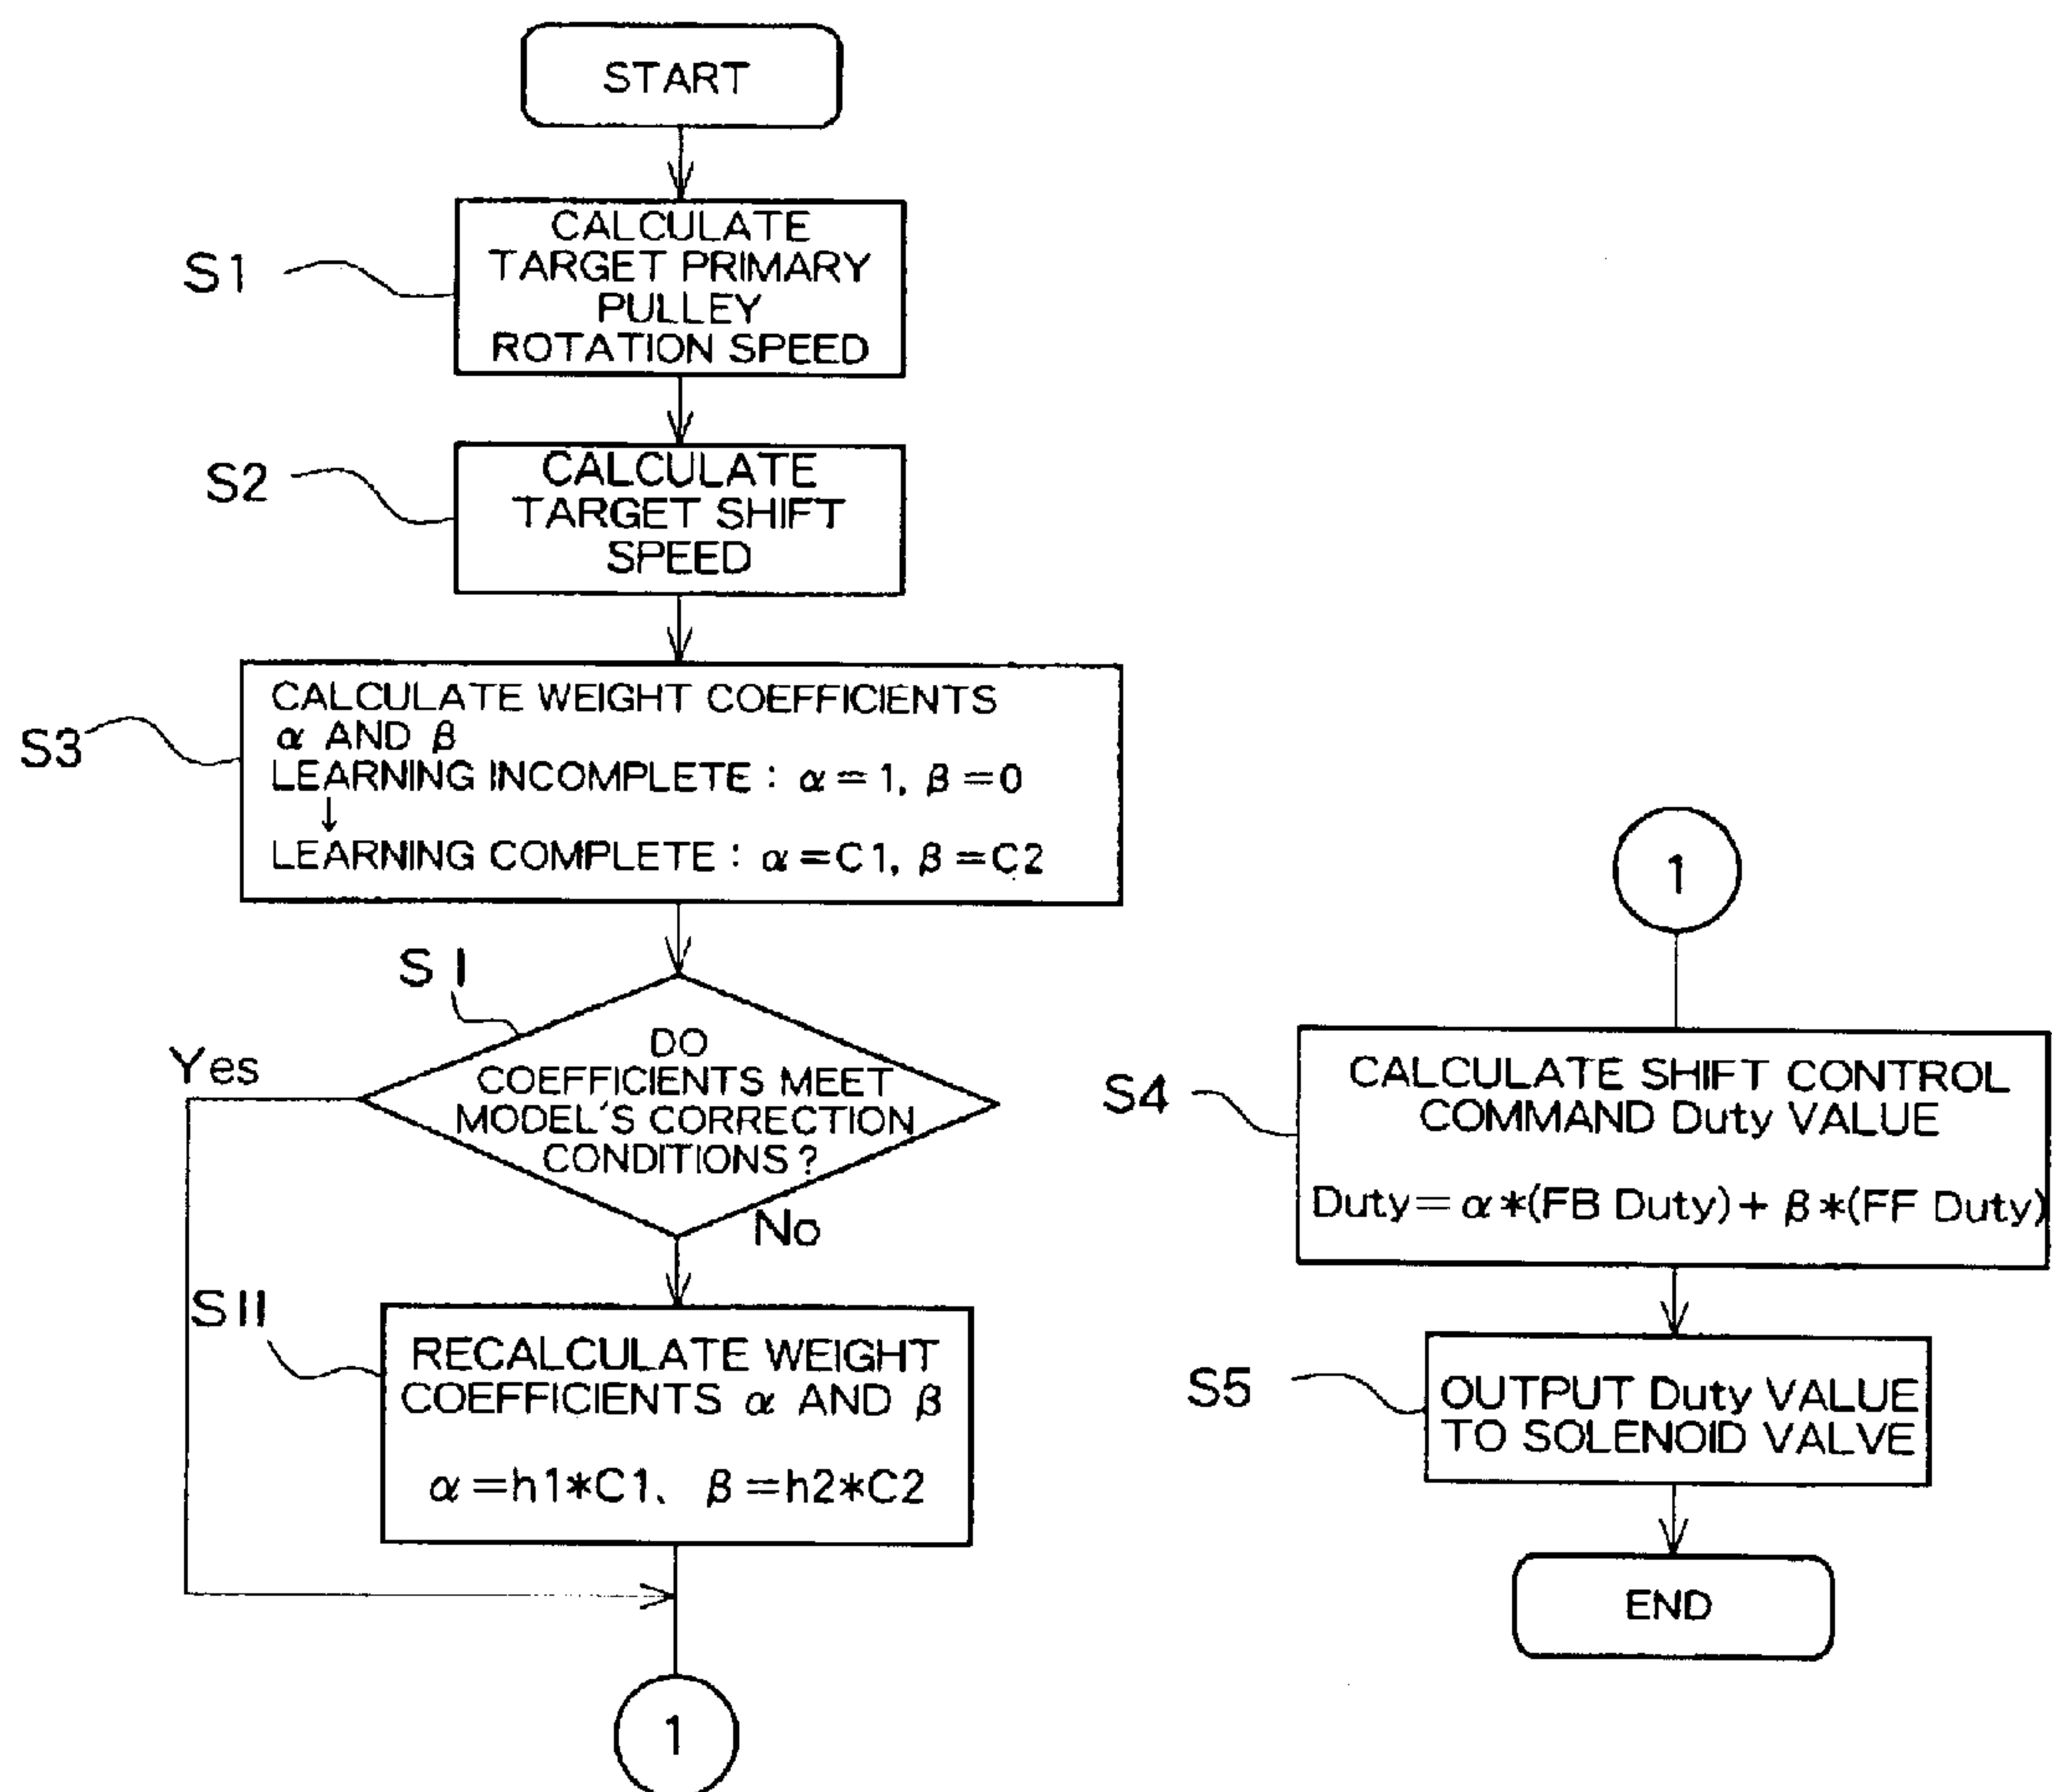 START
S1
CALCULATE
TARGET PRIMARY
PULLEY
ROTATION SPEED
S2
CALCULATE
TARGET SHIFT
SPEED
S3
CALCULATE WEIGHT COEFFICIENTS
α AND β
LEARNING INCOMPLETE : α=1, β=0
↓
LEARNING COMPLETE : α=C1, β=C2
S I
DO
COEFFICIENTS MEET
MODEL'S CORRECTION
CONDITIONS?
Yes
No
S II
RECALCULATE WEIGHT
COEFFICIENTS α AND β
α=h1*C1、 β=h2*C2
1
1
S4
CALCULATE SHIFT CONTROL
COMMAND Duty VALUE
Duty=α*(FB Duty)+β*(FF Duty)
S5
OUTPUT Duty VALUE
TO SOLENOID VALVE
END